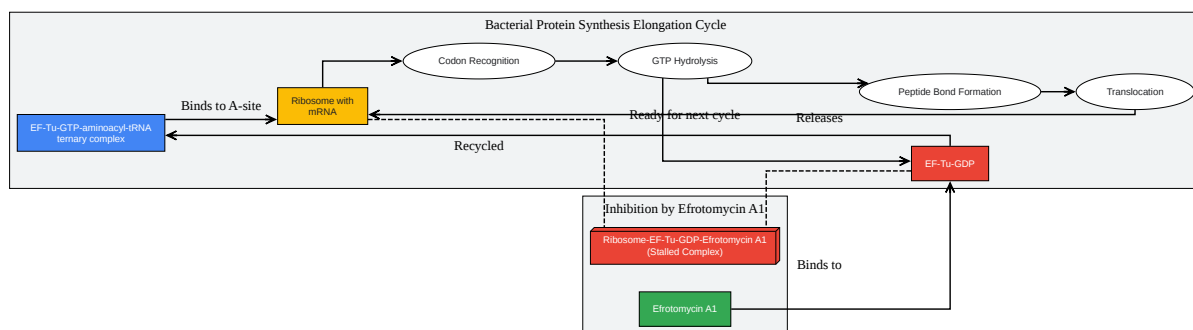 Bacterial Protein Synthesis Elongation Cycle
Codon Recognition
GTP Hydrolysis
Peptide Bond Formation
Translocation
Binds to A-site
Ribosome with
mRNA
EF-Tu-GTP-aminoacyl-tRNA
ternary complex
Ready for next cycle
Releases
Recycled
EF-Tu-GDP
Inhibition by Efrotomycin A1
Ribosome-EF-Tu-GDP-Efrotomycin A1
(Stalled Complex)
Binds to
Efrotomycin A1